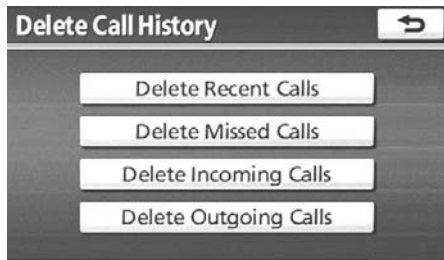 Delete Call History
Delete Recent Calls
Delete Missed Calls
Delete Incoming Calls
Delete Outgoing Calls